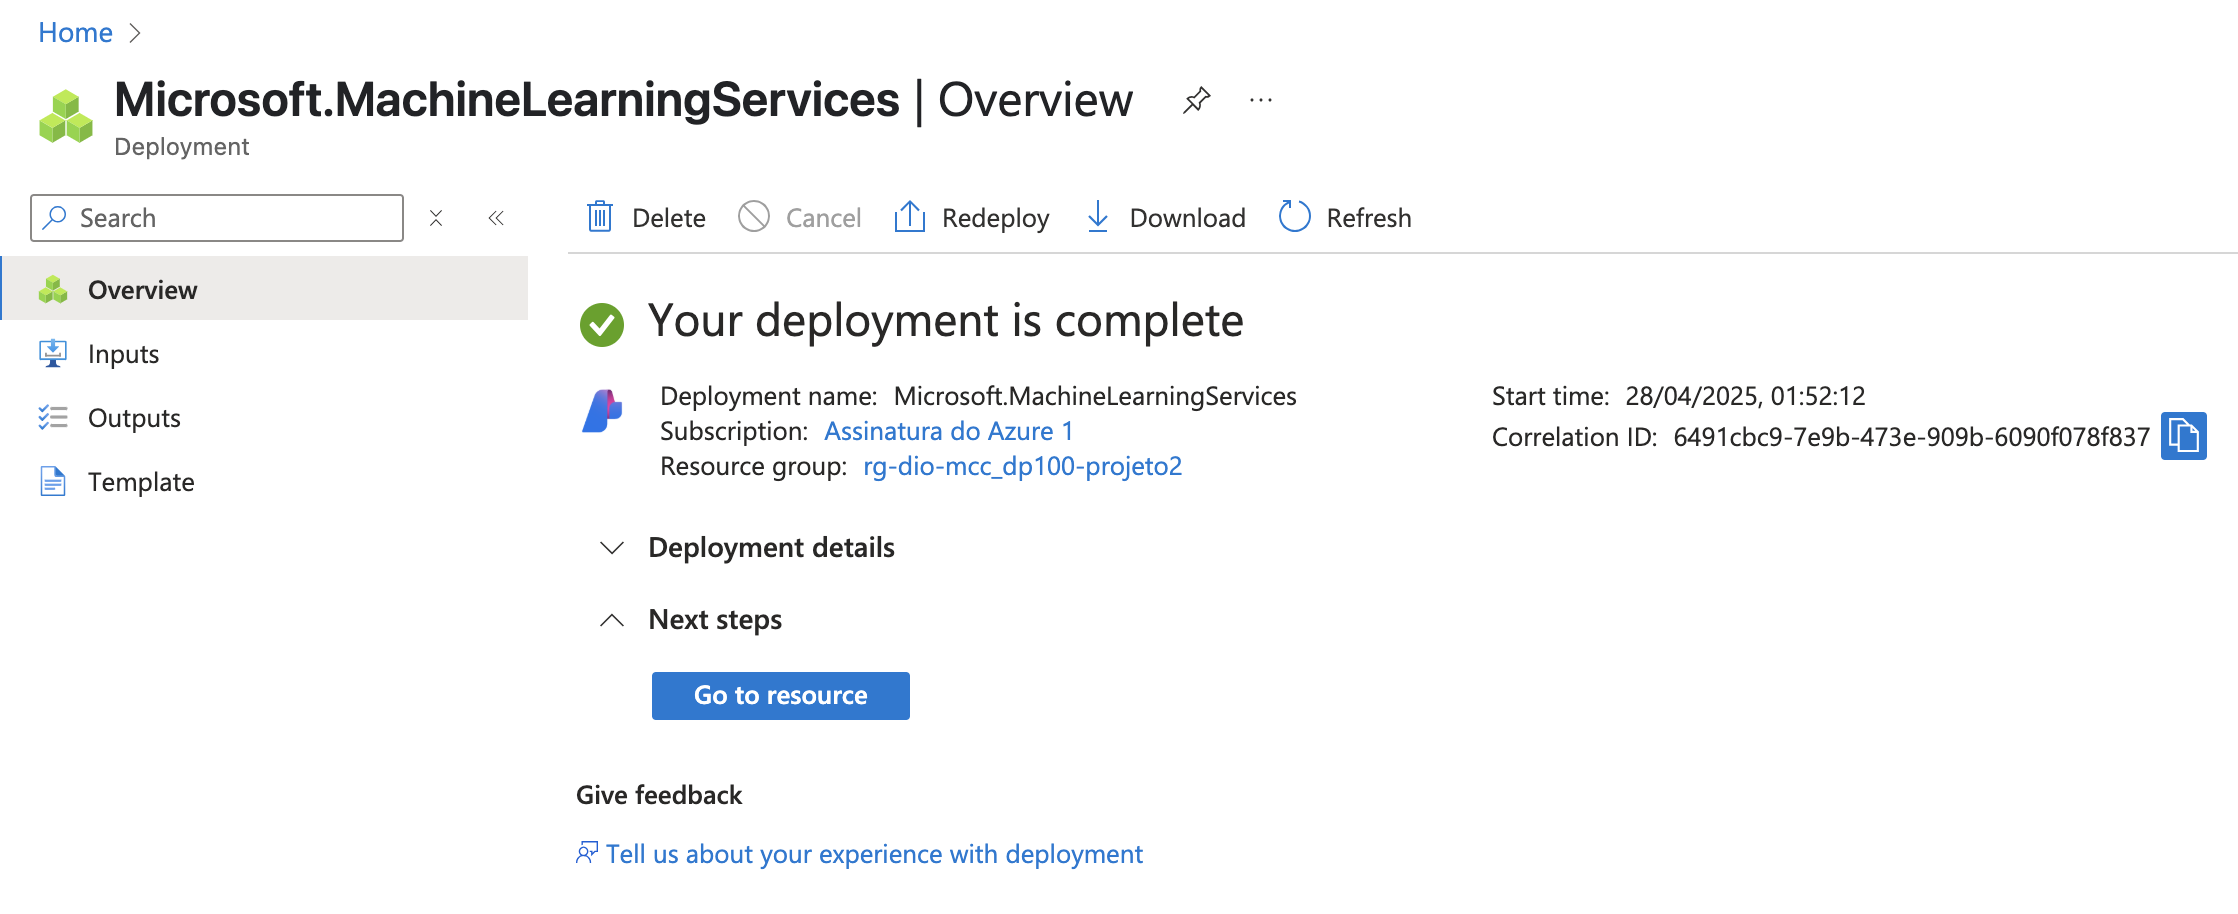 Home
Microsoft.MachineLearningServices | Overview
Deployment
Search
Delete Cancel Redeploy Download Refresh
Overview
Inputs
Outputs
Template
Your deployment is complete
Deployment name: Microsoft.MachineLearningServices
Subscription: Assinatura do Azure 1
Resource group: rg-dio-mcc_dp100-projeto2
Start time: 28/04/2025, 01:52:12
Correlation ID: 6491cbc9-7e9b-473e-909b-6090f078f837
Deployment details
Next steps
Go to resource
Give feedback
Tell us about your experience with deployment